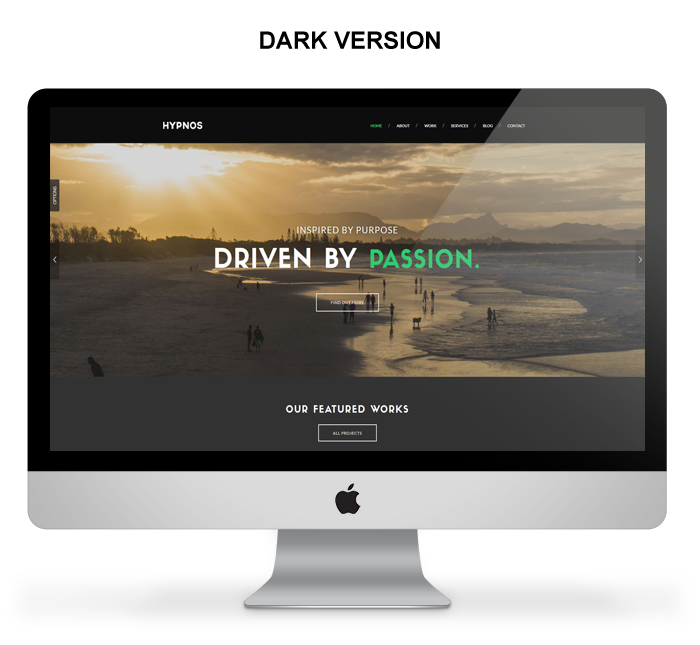 DARK VERSION
HYPNOS
HOME / ABOUT / WORK / SERVICES / BLOG / CONTACT
OPTIONS
INSPIRED BY PURPOSE
DRIVEN BY PASSION.
FIND OUT MORE
OUR FEATURED WORKS
ALL PROJECTS